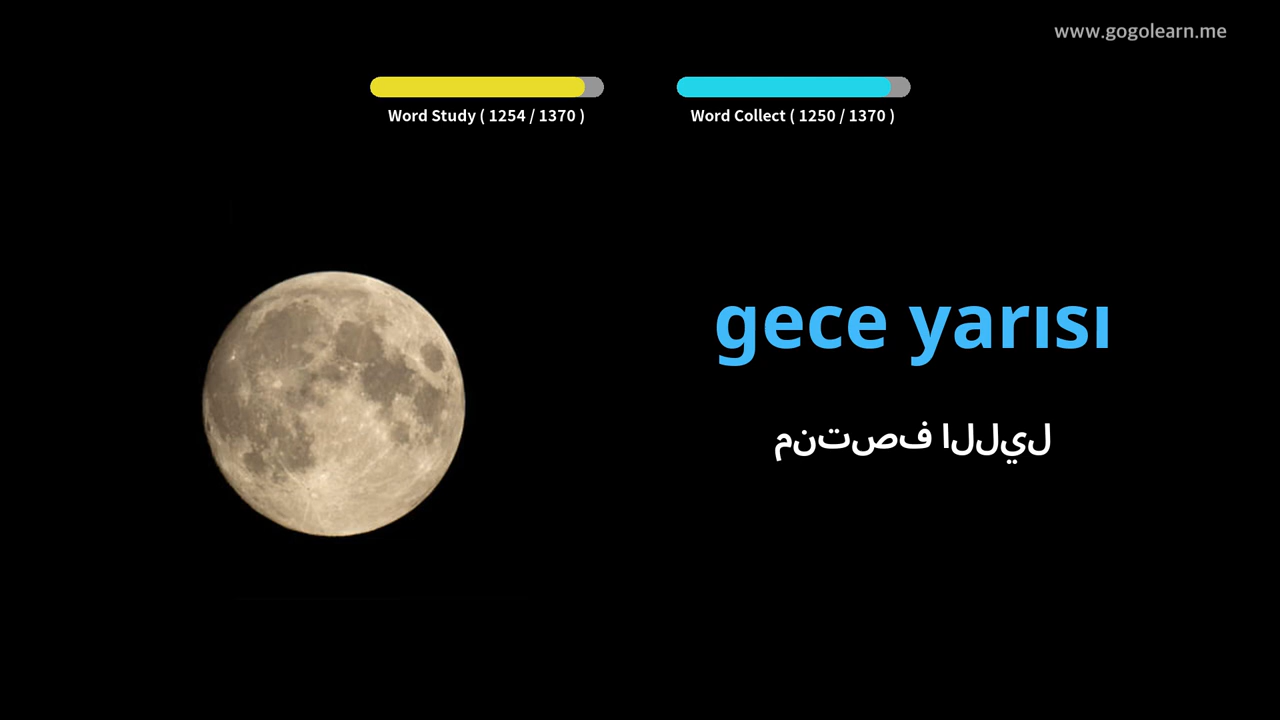 www.gogolearn.me
Word Study ( 1254 / 1370 )
Word Collect ( 1250 / 1370 )
gece yarısı
منتصف الليل